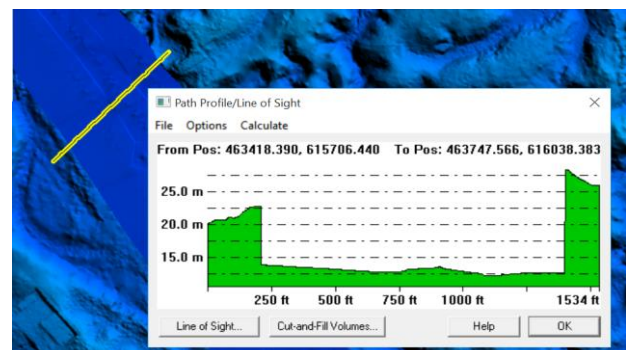 Path Profile/Line of Sight
File Options Calculate
From Pos: 463418.390, 615706.440 To Pos: 463747.566, 616038.383
25.0 m
20.0 m
15.0 m
250 ft 500 ft 750 ft 1000 ft 1534 ft
Line of Sight... Cut-and-Fill Volumes... Help OK